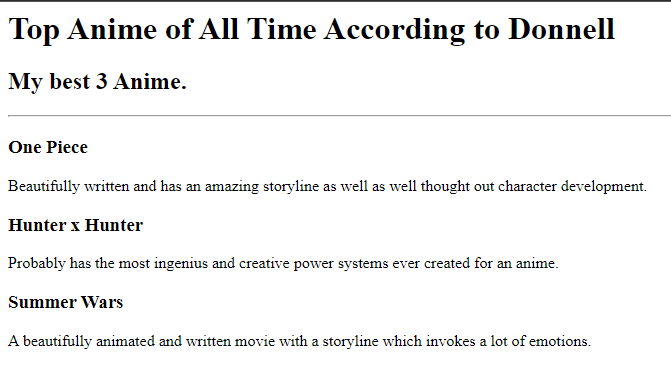 Top Anime of All Time According to Donnell
My best 3 Anime.
One Piece
Beautifully written and has an amazing storyline as well as well thought out character development.
Hunter x Hunter
Probably has the most ingenius and creative power systems ever created for an anime.
Summer Wars
A beautifully animated and written movie with a storyline which invokes a lot of emotions.